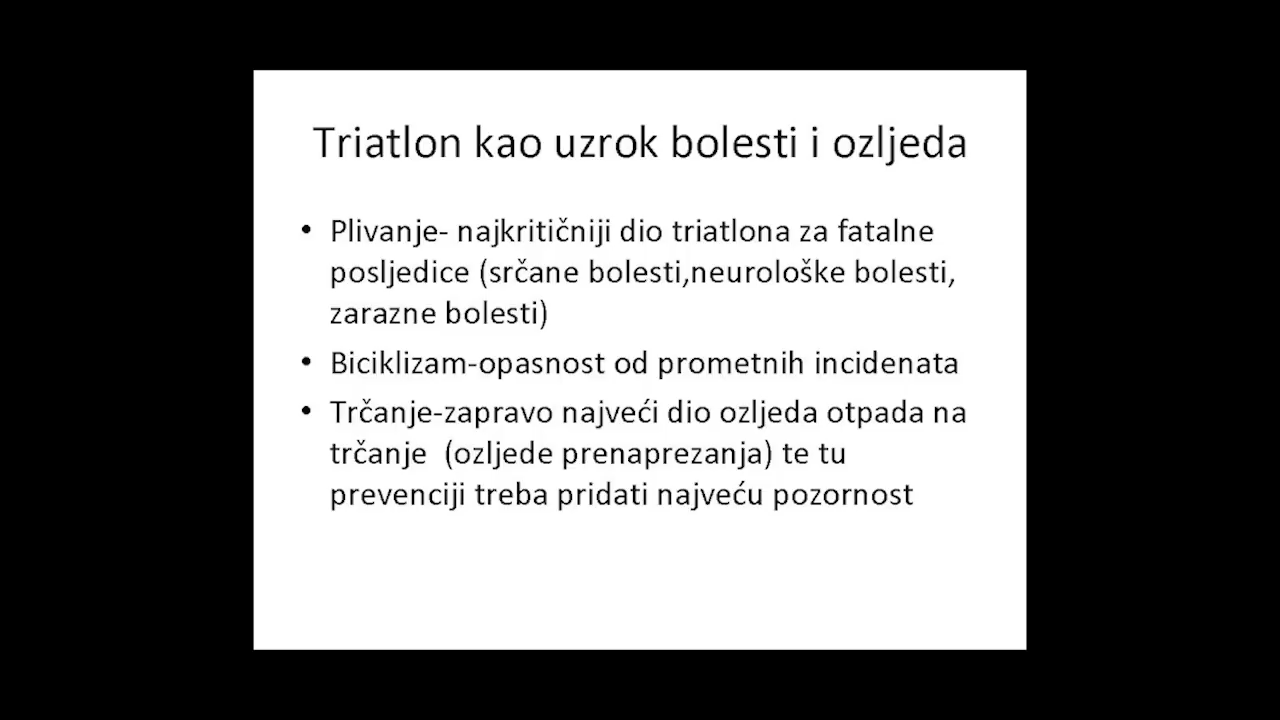 Triatlon kao uzrok bolesti i ozljeda
• Plivanje- najkritičniji dio triatlona za fatalne
posljedice (srčane bolesti,neurološke bolesti,
zarazne bolesti)
• Biciklizam-opasnost od prometnih incidenata
• Trčanje-zapravo najveći dio ozljeda otpada na
trčanje  (ozljede prenaprezanja) te tu
prevenciji treba pridati najveću pozornost